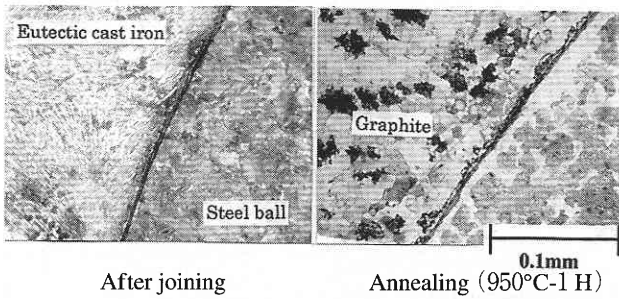 Eutectic cast iron
Graphite
Steel ball
0.1mm
After joining
Annealing (950°C-1 H)